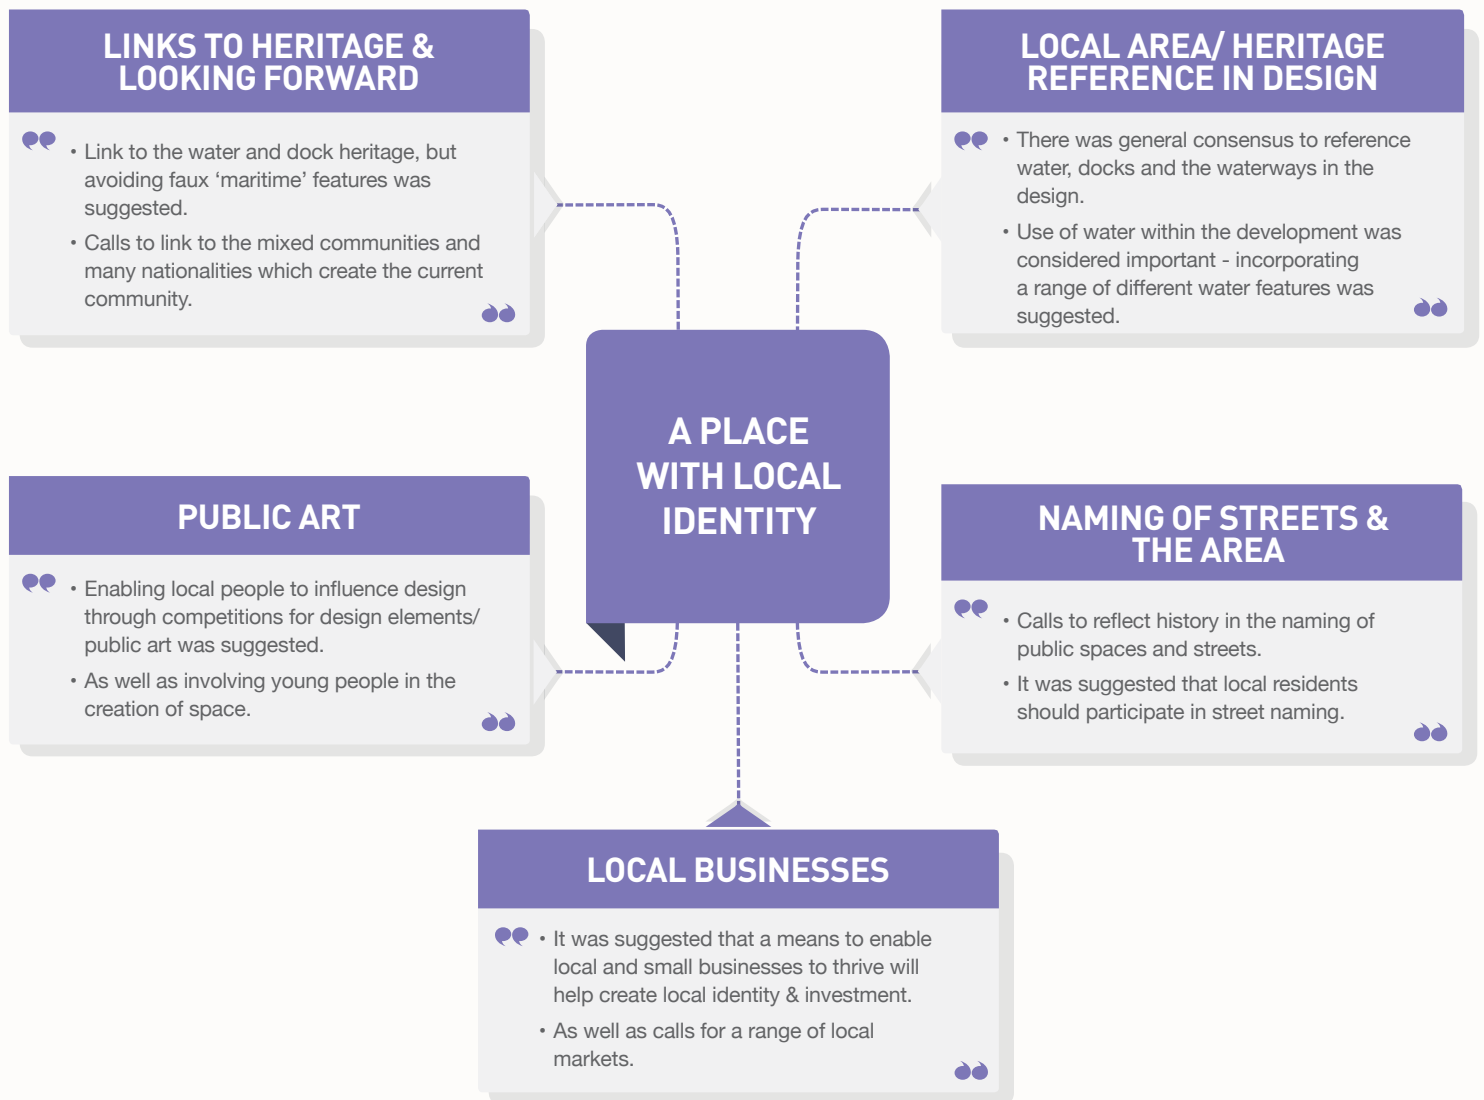 LINKS TO HERITAGE &
LOOKING FORWARD
• Link to the water and dock heritage, but
avoiding faux ‘maritime’ features was
suggested.
• Calls to link to the mixed communities and
many nationalities which create the current
community.
LOCAL AREA/ HERITAGE
REFERENCE IN DESIGN
• There was general consensus to reference
water, docks and the waterways in the
design.
• Use of water within the development was
considered important - incorporating
a range of different water features was
suggested.
A PLACE
WITH LOCAL
IDENTITY
PUBLIC ART
• Enabling local people to influence design
through competitions for design elements/
public art was suggested.
• As well as involving young people in the
creation of space.
NAMING OF STREETS &
THE AREA
• Calls to reflect history in the naming of
public spaces and streets.
• It was suggested that local residents
should participate in street naming.
LOCAL BUSINESSES
• It was suggested that a means to enable
local and small businesses to thrive will
help create local identity & investment.
• As well as calls for a range of local
markets.